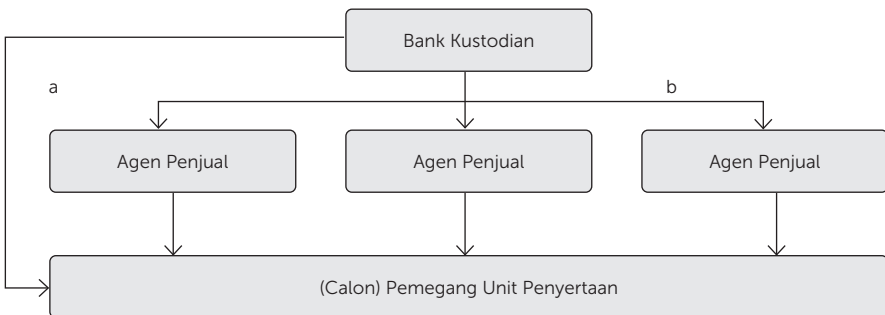 Bank Kustodian
a
b
Agen Penjual
Agen Penjual
Agen Penjual
(Calon) Pemegang Unit Penyertaan